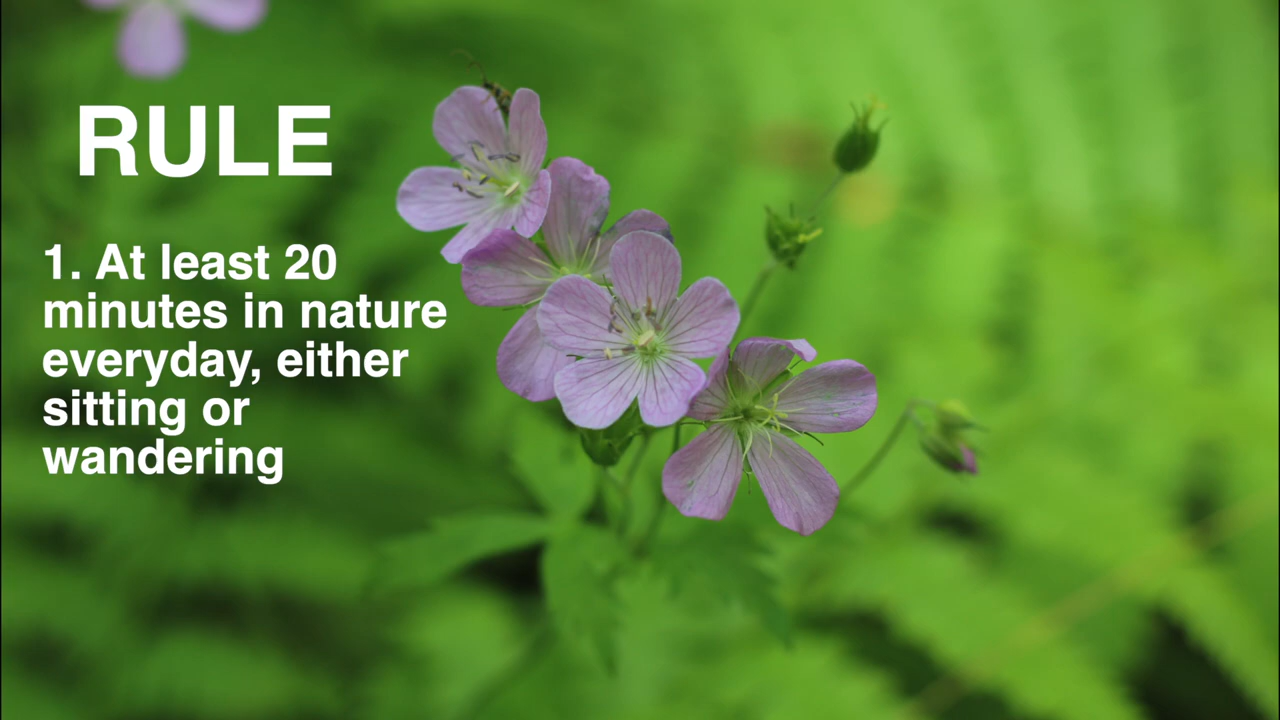 RULE
1. At least 20
minutes in nature
everyday, either
sitting or
wandering